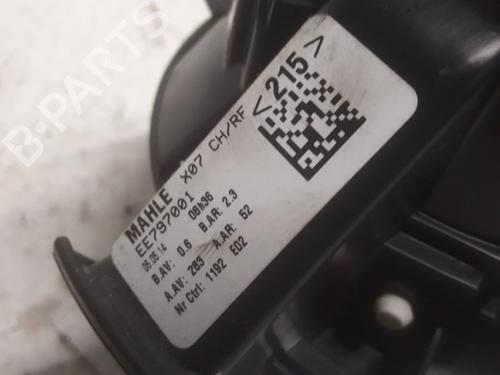 B-PARTS
MAHLE X07 CH/RF <215>
EE797001
05.05.14 08h36
B.AV: 0.6 B.AR: 2.3
A.AV: 263 A.AR: 52
Nr Ctrl: 1192 E02